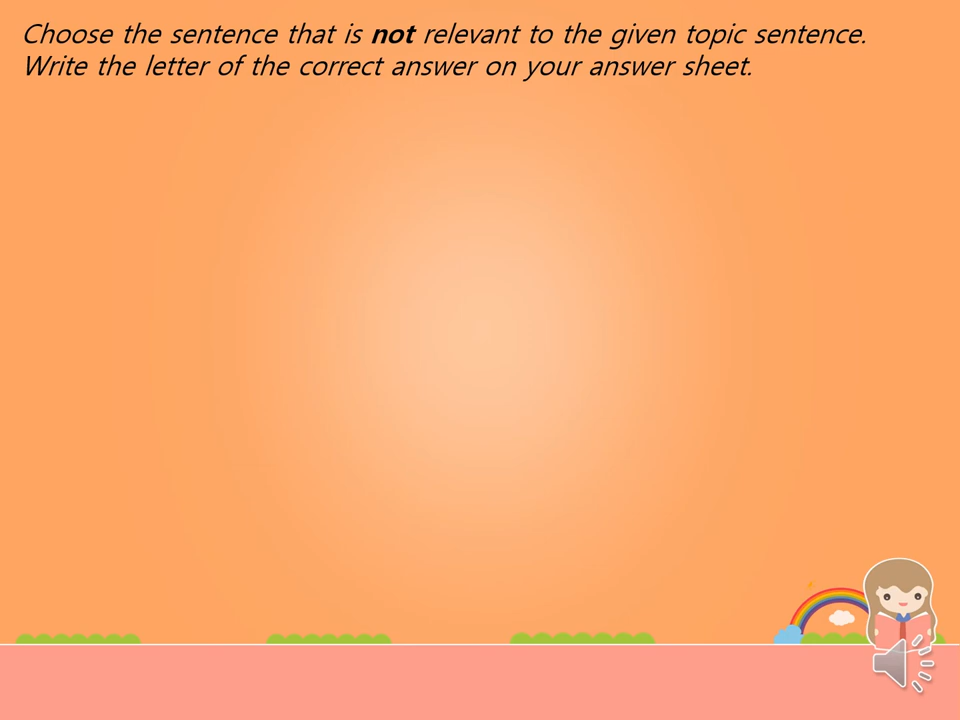 Choose the sentence that is not relevant to the given topic sentence.
Write the letter of the correct answer on your answer sheet.